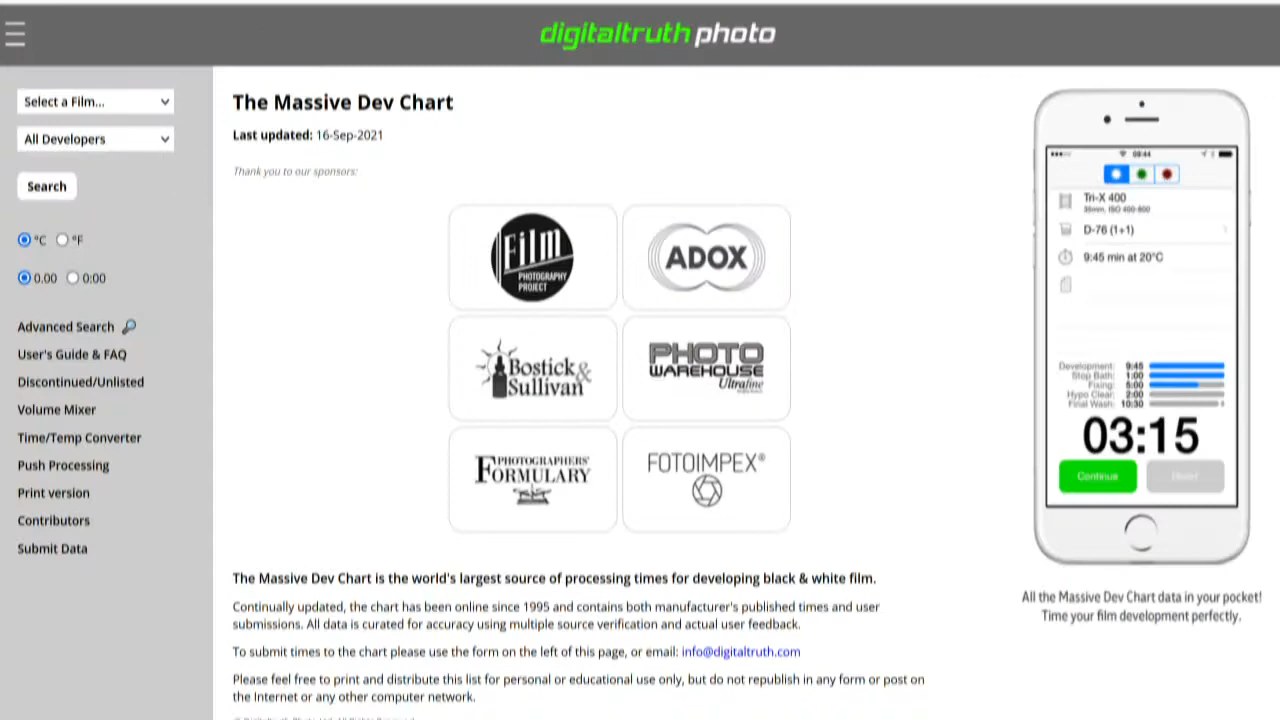 digitaltruth photo
Select a Film...
All Developers
Search
°C °F
0.00 0:00
Advanced Search
User's Guide & FAQ
Discontinued/Unlisted
Volume Mixer
Time/Temp Converter
Push Processing
Print version
Contributors
Submit Data
The Massive Dev Chart
Last updated: 16-Sep-2021
Thank you to our sponsors:
Film
PHOTOGRAPHY
PROJECT
ADOX
Bostick &
Sullivan
PHOTO
WAREHOUSE
Ultrafine
PHOTOGRAPHERS'
FORMULARY
FOTOIMPEX®
The Massive Dev Chart is the world's largest source of processing times for developing black & white film.
Continually updated, the chart has been online since 1995 and contains both manufacturer's published times and user
submissions. All data is curated for accuracy using multiple source verification and actual user feedback.
To submit times to the chart please use the form on the left of this page, or email: info@digitaltruth.com
Please feel free to print and distribute this list for personal or educational use only, but do not republish in any form or post on
the Internet or any other computer network.
08:44
Tri-X 400
35mm, ISO 400-800
D-76 (1+1)
9:45 min at 20°C
Development: 9:45
Stop Bath: 1:00
Fixing: 5:00
Hypo Clear: 2:00
Final Wash: 10:30
03:15
Continue
All the Massive Dev Chart data in your pocket!
Time your film development perfectly.